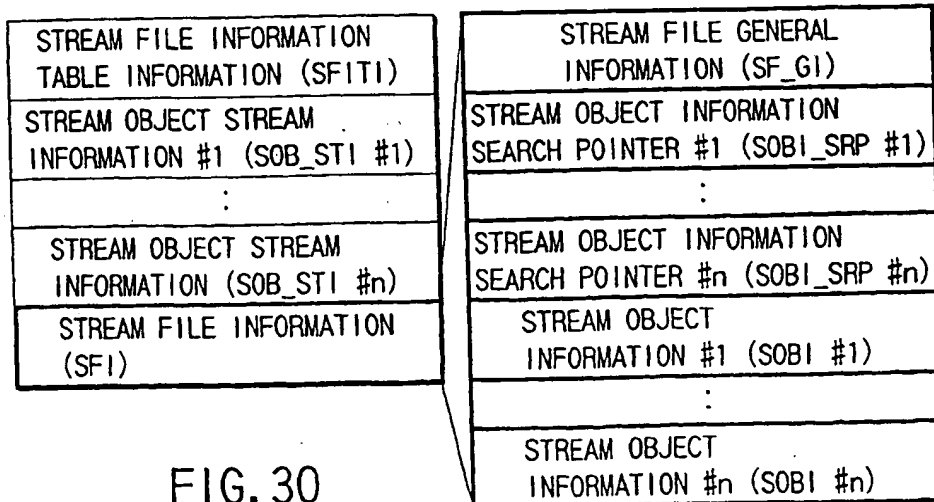 STREAM FILE INFORMATION
TABLE INFORMATION (SFITI)
STREAM OBJECT STREAM
INFORMATION #1 (SOB_STI #1)
:
STREAM OBJECT STREAM
INFORMATION (SOB_STI #n)
STREAM FILE INFORMATION
(SFI)
STREAM FILE GENERAL
INFORMATION (SF_GI)
STREAM OBJECT INFORMATION
SEARCH POINTER #1 (SOBI_SRP #1)
:
STREAM OBJECT INFORMATION
SEARCH POINTER #n (SOBI_SRP #n)
STREAM OBJECT
INFORMATION #1 (SOBI #1)
:
STREAM OBJECT
INFORMATION #n (SOBI #n)
FIG. 30